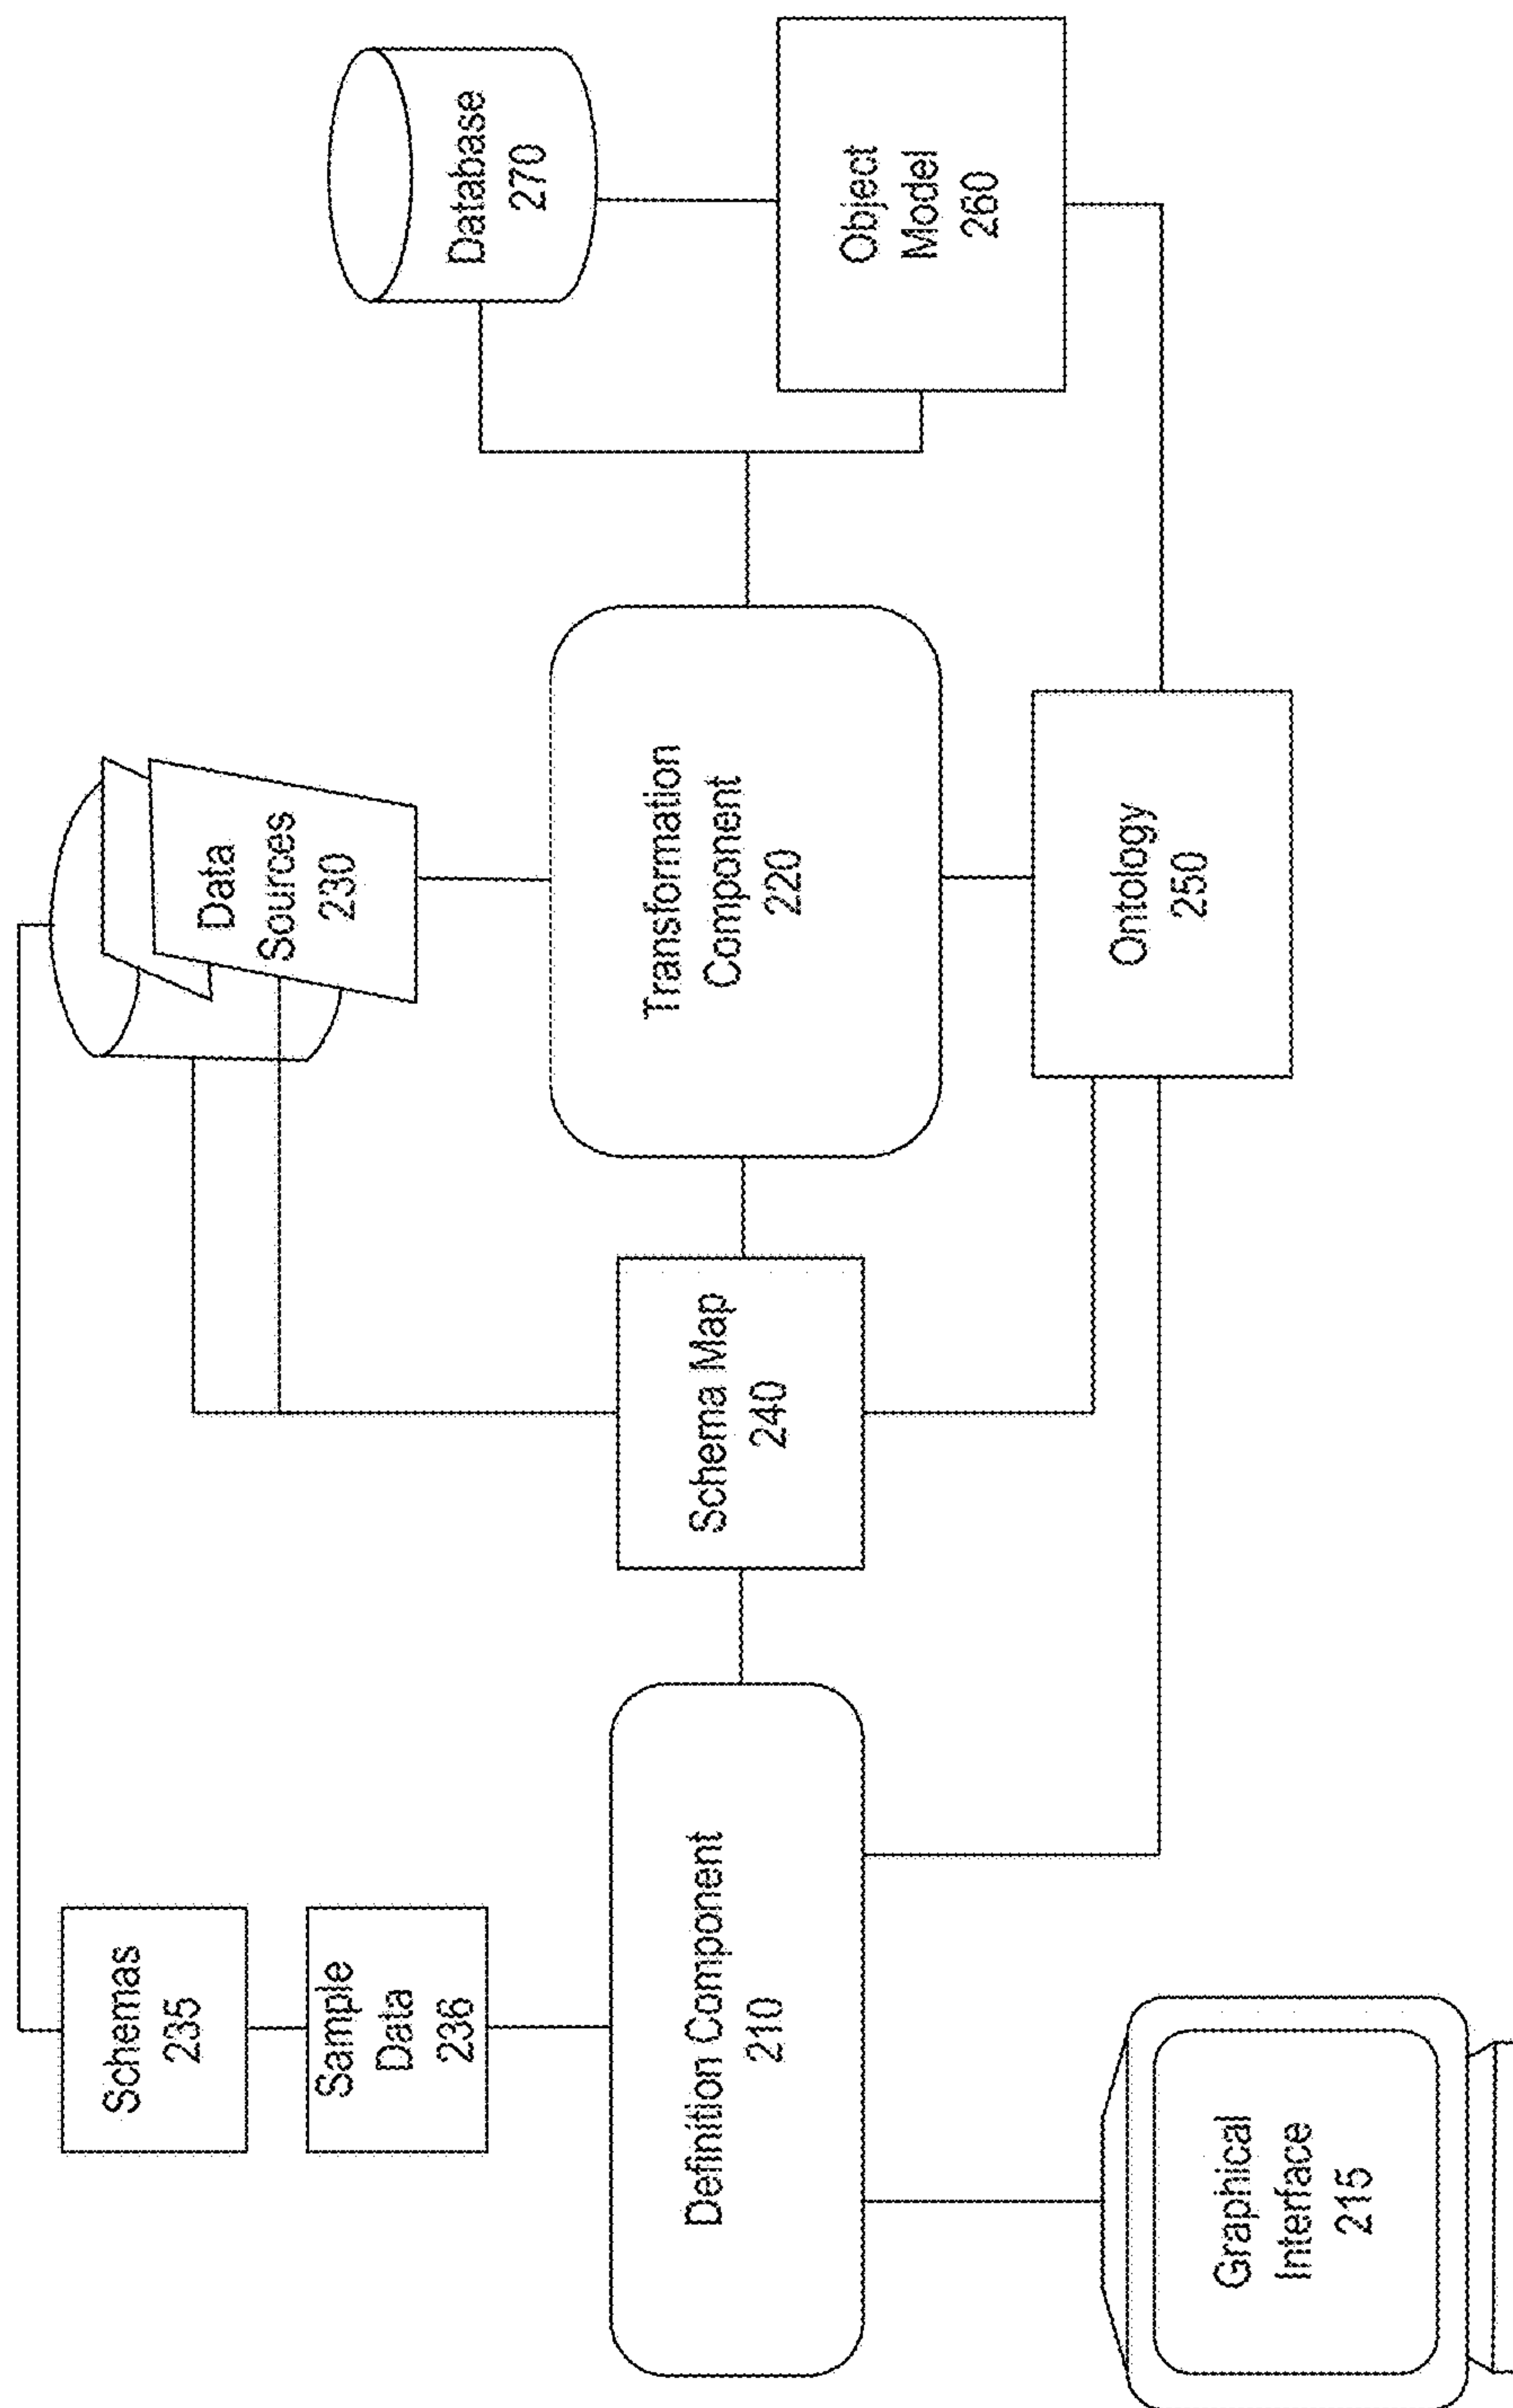 Schemas
235
Sample
Data
236
Data
Sources
230
Database
270
Definition Component
210
Schema Map
240
Transformation
Component
220
Object
Model
260
Graphical
Interface
215
Ontology
250